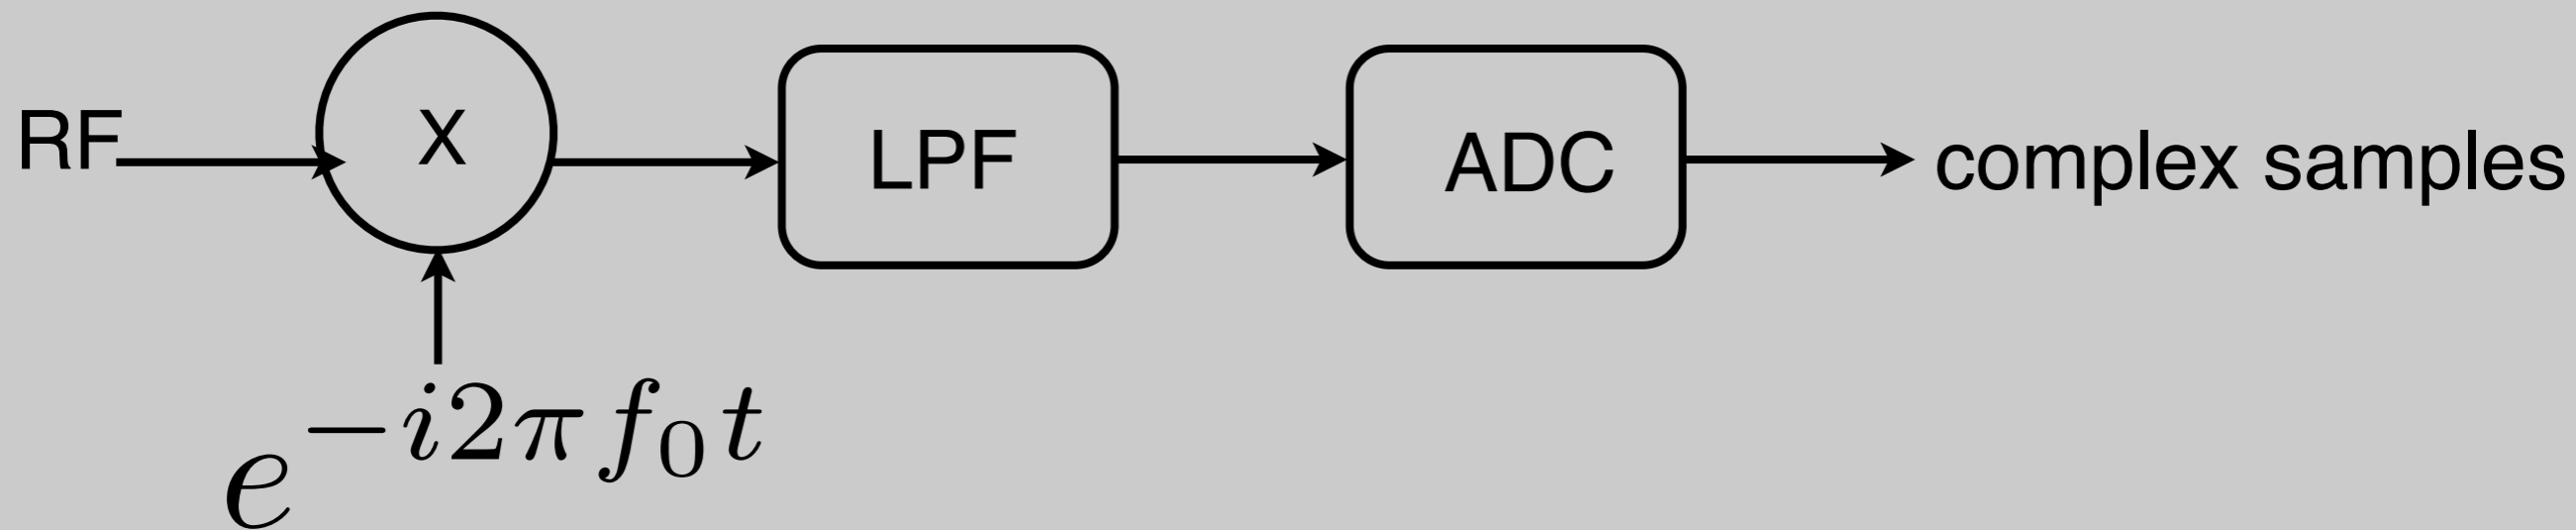 RF X LPF ADC complex samples
e^{-i2πf_0t}